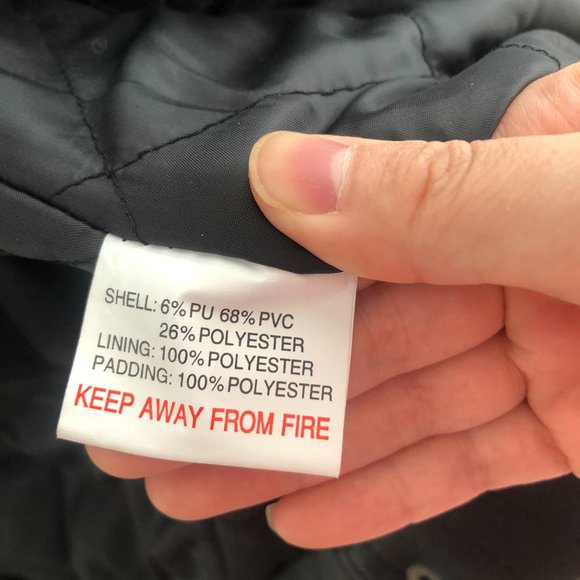 SHELL: 6% PU 68% PVC
26% POLYESTER
LINING: 100% POLYESTER
PADDING: 100% POLYESTER
KEEP AWAY FROM FIRE